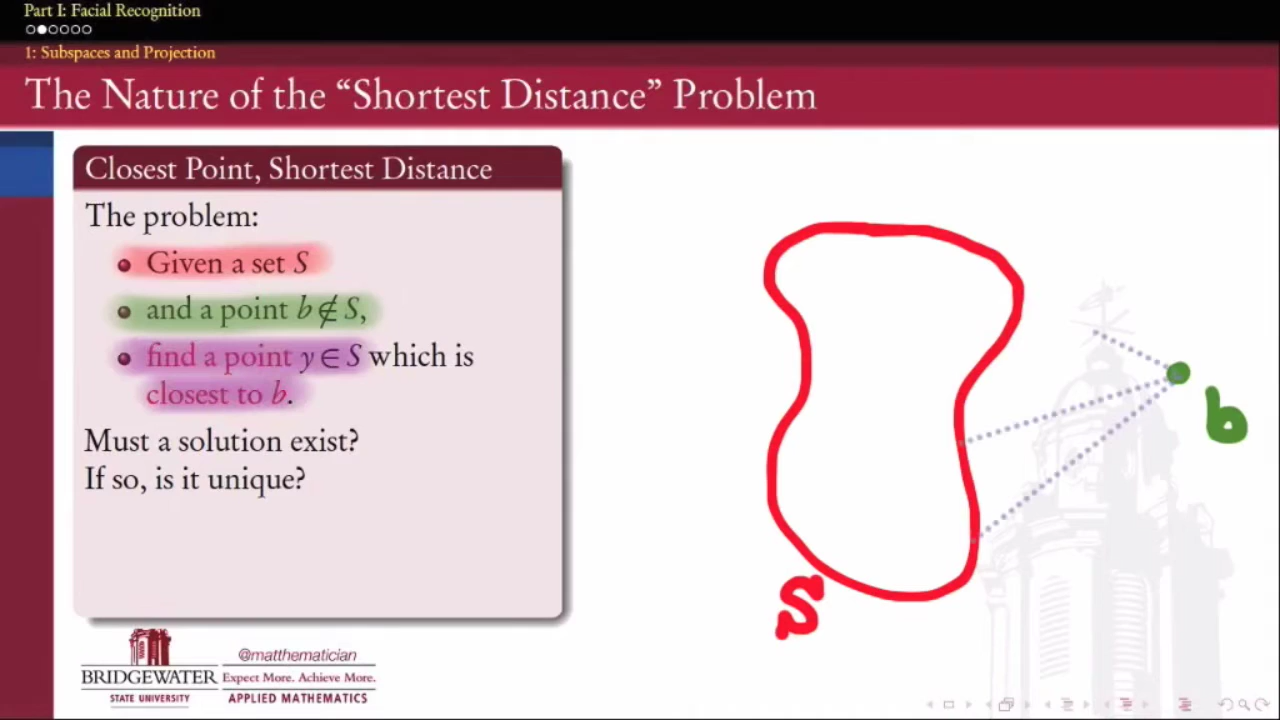 Part I: Facial Recognition
1: Subspaces and Projection
The Nature of the “Shortest Distance” Problem
Closest Point, Shortest Distance
The problem:
Given a set S
and a point b ∉ S,
find a point y ∈ S which is
closest to b.
Must a solution exist?
If so, is it unique?
b
S
@matthematician
BRIDGEWATER
STATE UNIVERSITY
Expect More. Achieve More.
APPLIED MATHEMATICS